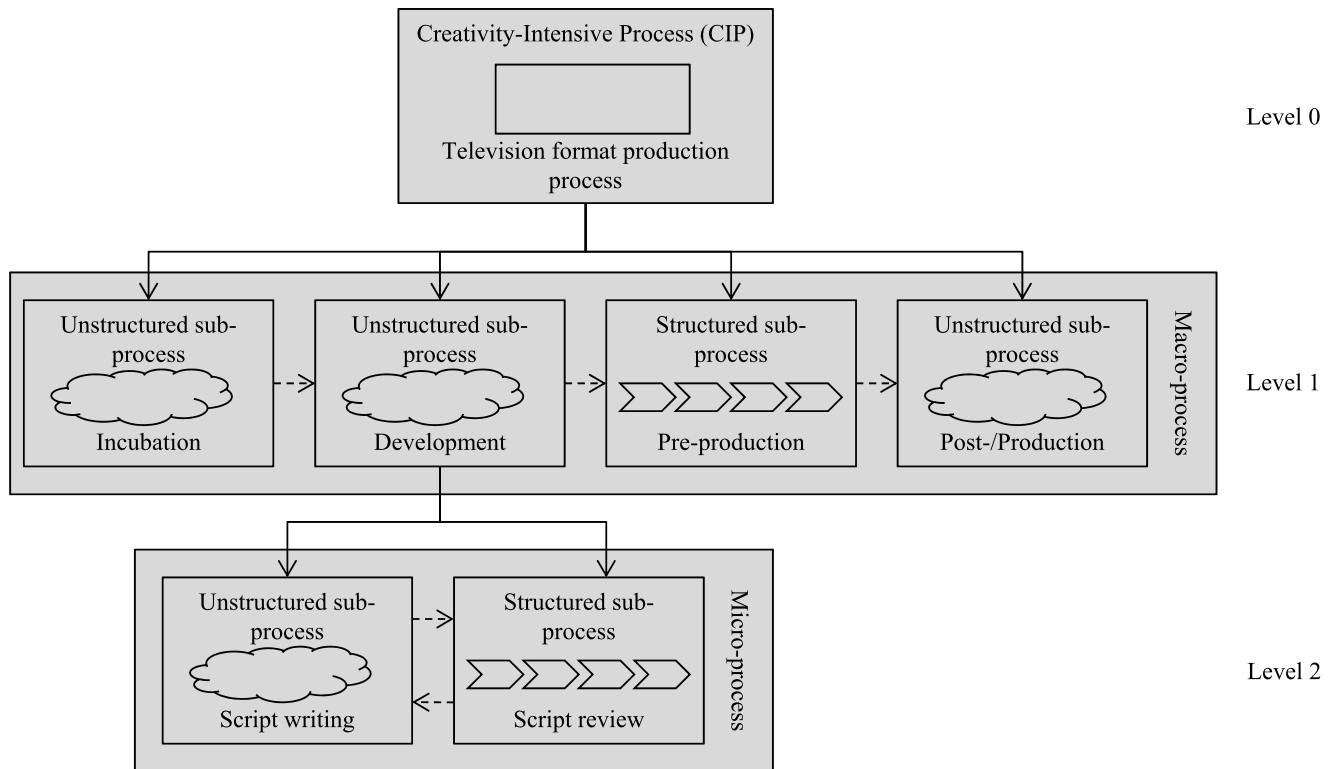 Creativity-Intensive Process (CIP)
Television format production
process
Level 0
Unstructured sub-
process
Incubation
Unstructured sub-
process
Development
Structured sub-
process
Pre-production
Unstructured sub-
process
Post-/Production
Macro-process
Level 1
Unstructured sub-
process
Script writing
Structured sub-
process
Script review
Micro-process
Level 2